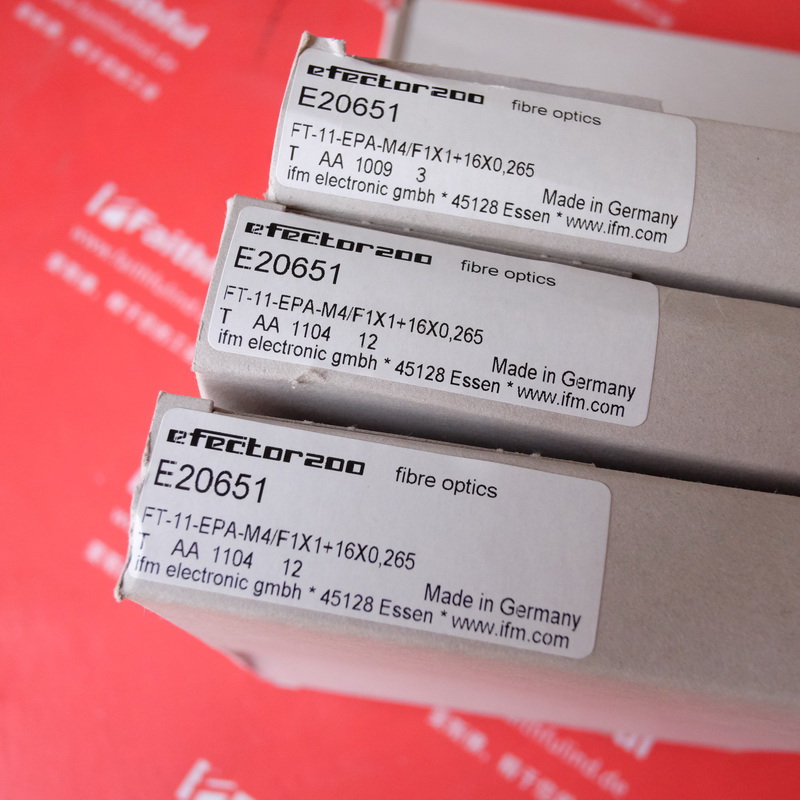 efector200 fibre optics
E20651
FT-11-EPA-M4/F1X1+16X0,265
T AA 1009 3
Made in Germany
ifm electronic gmbh * 45128 Essen * www.ifm.com
efector200 fibre optics
E20651
FT-11-EPA-M4/F1X1+16X0,265
T AA 1104 12
Made in Germany
ifm electronic gmbh * 45128 Essen * www.ifm.com
efector200 fibre optics
E20651
FT-11-EPA-M4/F1X1+16X0,265
T AA 1104 12
Made in Germany
ifm electronic gmbh * 45128 Essen * www.ifm.com
Faithful